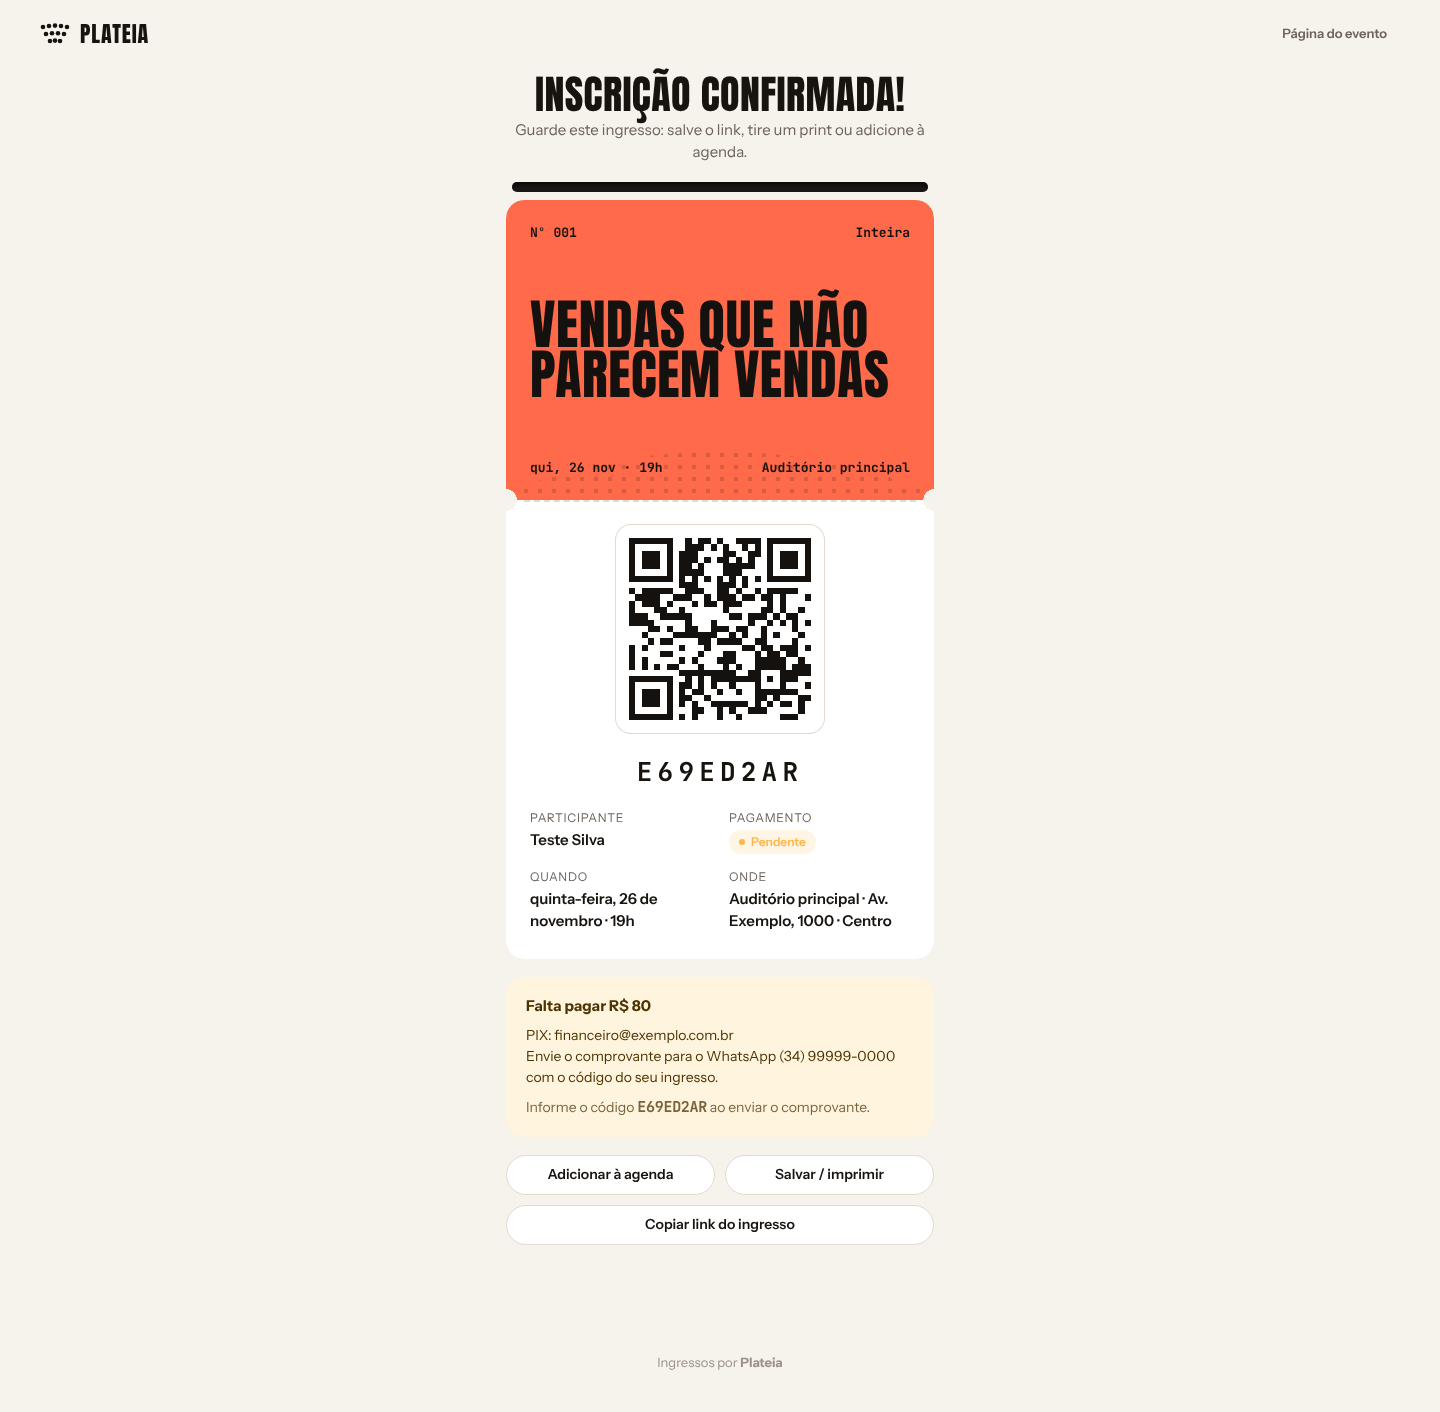 PLATEIA
Página do evento
INSCRIÇÃO CONFIRMADA!
Guarde este ingresso: salve o link, tire um print ou adicione à
agenda.
N° 001
Inteira
VENDAS QUE NÃO
PARECEM VENDAS
qui, 26 nov · 19h
Auditório principal
E69ED2AR
PARTICIPANTE
PAGAMENTO
Teste Silva
Pendente
QUANDO
ONDE
quinta-feira, 26 de
novembro · 19h
Auditório principal · Av.
Exemplo, 1000 · Centro
Falta pagar R$ 80
PIX: financeiro@exemplo.com.br
Envie o comprovante para o WhatsApp (34) 99999-0000
com o código do seu ingresso.
Informe o código E69ED2AR ao enviar o comprovante.
Adicionar à agenda
Salvar / imprimir
Copiar link do ingresso
Ingressos por Plateia